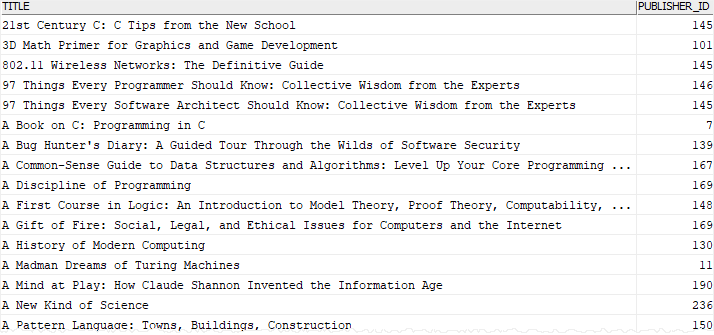 TITLE PUBLISHER_ID
21st Century C: C Tips from the New School 145
3D Math Primer for Graphics and Game Development 101
802.11 Wireless Networks: The Definitive Guide 145
97 Things Every Programmer Should Know: Collective Wisdom from the Experts 146
97 Things Every Software Architect Should Know: Collective Wisdom from the Experts 145
A Book on C: Programming in C 7
A Bug Hunter's Diary: A Guided Tour Through the Wilds of Software Security 139
A Common-Sense Guide to Data Structures and Algorithms: Level Up Your Core Programming ... 167
A Discipline of Programming 169
A First Course in Logic: An Introduction to Model Theory, Proof Theory, Computability, ... 148
A Gift of Fire: Social, Legal, and Ethical Issues for Computers and the Internet 169
A History of Modern Computing 130
A Madman Dreams of Turing Machines 11
A Mind at Play: How Claude Shannon Invented the Information Age 190
A New Kind of Science 236
A Pattern Language: Towns, Buildings, Construction 150